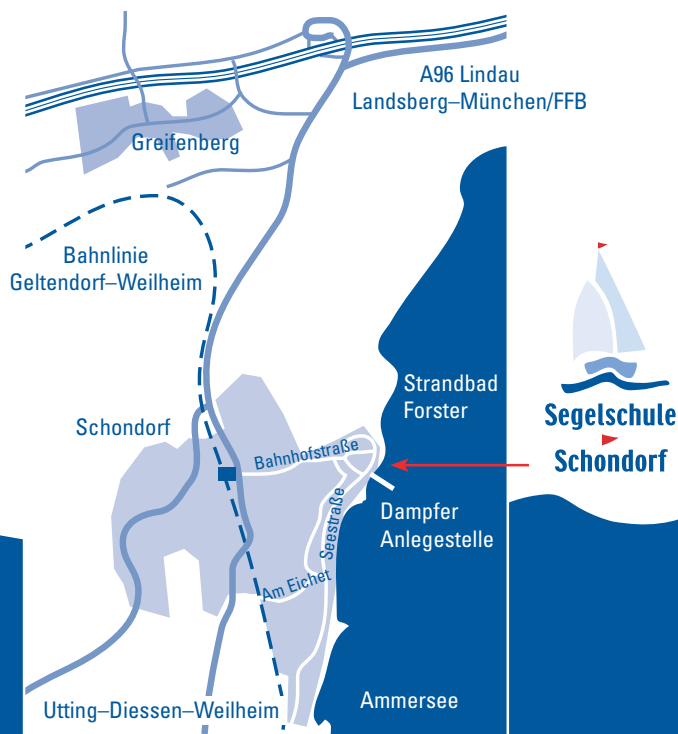 A96 Lindau
Landsberg–München/FFB
Greifenberg
Bahnlinie
Geltendorf–Weilheim
Strandbad
Forster
Segelschule
Schondorf
Schondorf
Bahnhofstraße
Seestraße
Dampfer
Anlegestelle
Am Eichet
Ammersee
Utting–Diessen–Weilheim